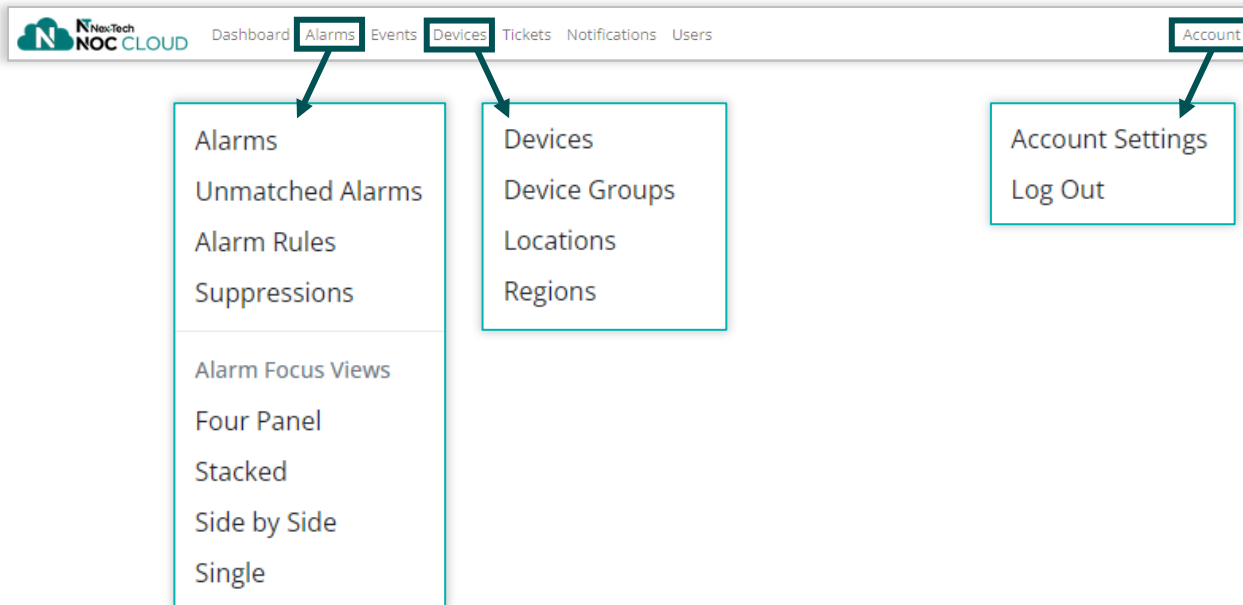 Nex-Tech
NOC CLOUD
Dashboard Alarms Events Devices Tickets Notifications Users Account
Alarms
Unmatched Alarms
Alarm Rules
Suppressions
Alarm Focus Views
Four Panel
Stacked
Side by Side
Single
Devices
Device Groups
Locations
Regions
Account Settings
Log Out